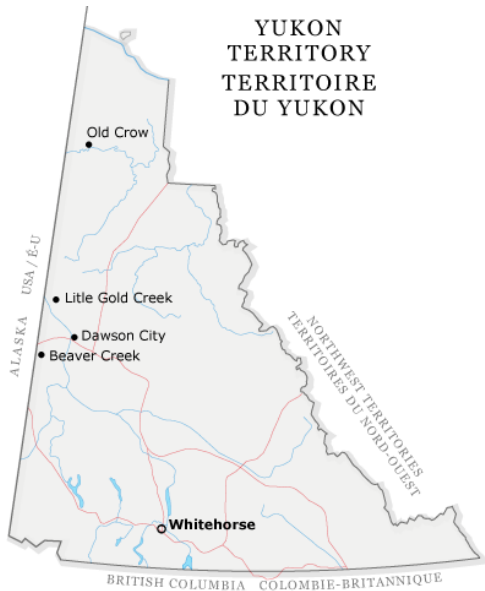 YUKON
TERRITORY
TERRITOIRE
DU YUKON
Old Crow
ALASKA USA / É-U
Litle Gold Creek
Dawson City
Beaver Creek
NORTHWEST TERRITORIES
TERRITOIRES DU NORD-OUEST
Whitehorse
BRITISH COLUMBIA COLOMBIE-BRITANNIQUE